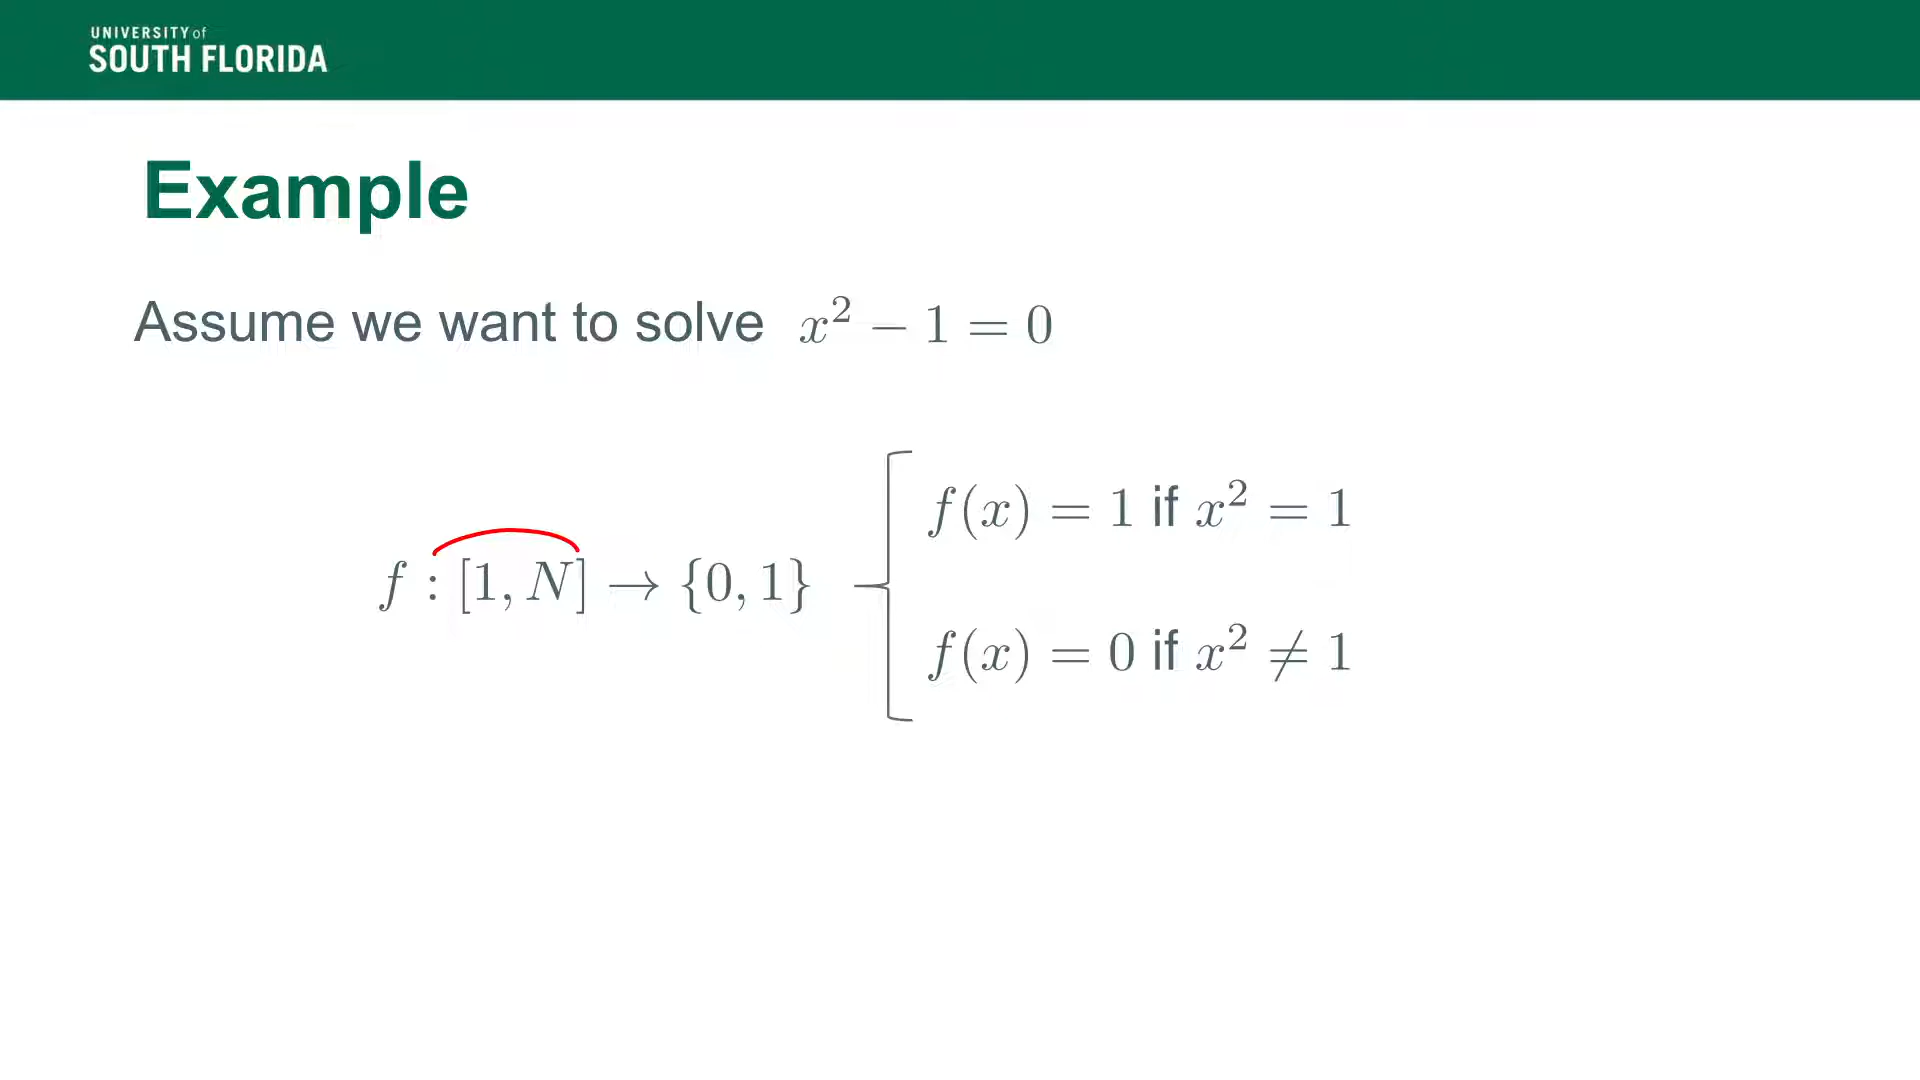 UNIVERSITY of
SOUTH FLORIDA
Example
Assume we want to solve x² − 1 = 0
f(x) = 1 if x² = 1
f : [1, N] → {0, 1}
f(x) = 0 if x² ≠ 1